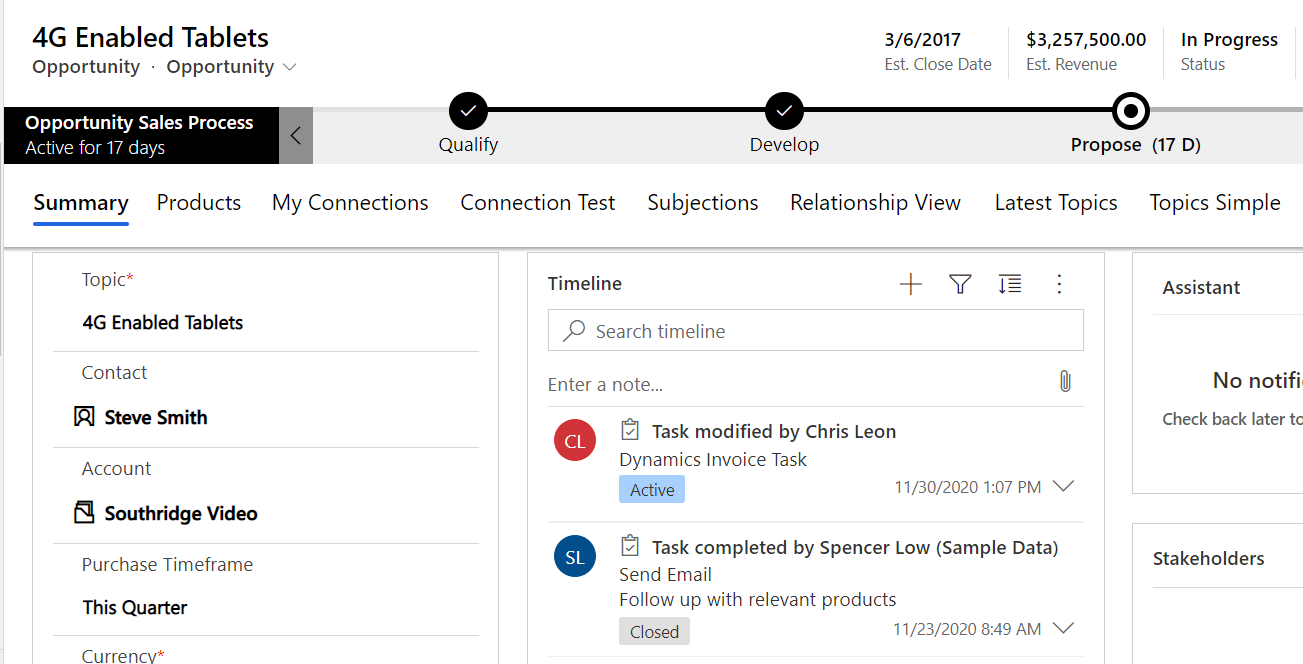 4G Enabled Tablets
Opportunity · Opportunity
3/6/2017
Est. Close Date
$3,257,500.00
Est. Revenue
In Progress
Status
Opportunity Sales Process
Active for 17 days
Qualify
Develop
Propose (17 D)
Summary Products My Connections Connection Test Subjections Relationship View Latest Topics Topics Simple
Topic*
4G Enabled Tablets
Contact
Steve Smith
Account
Southridge Video
Purchase Timeframe
This Quarter
Currency*
Timeline
Search timeline
Enter a note...
CL
Task modified by Chris Leon
Dynamics Invoice Task
Active
11/30/2020 1:07 PM
SL
Task completed by Spencer Low (Sample Data)
Send Email
Follow up with relevant products
Closed
11/23/2020 8:49 AM
Assistant
No notifi
Check back later to
Stakeholders